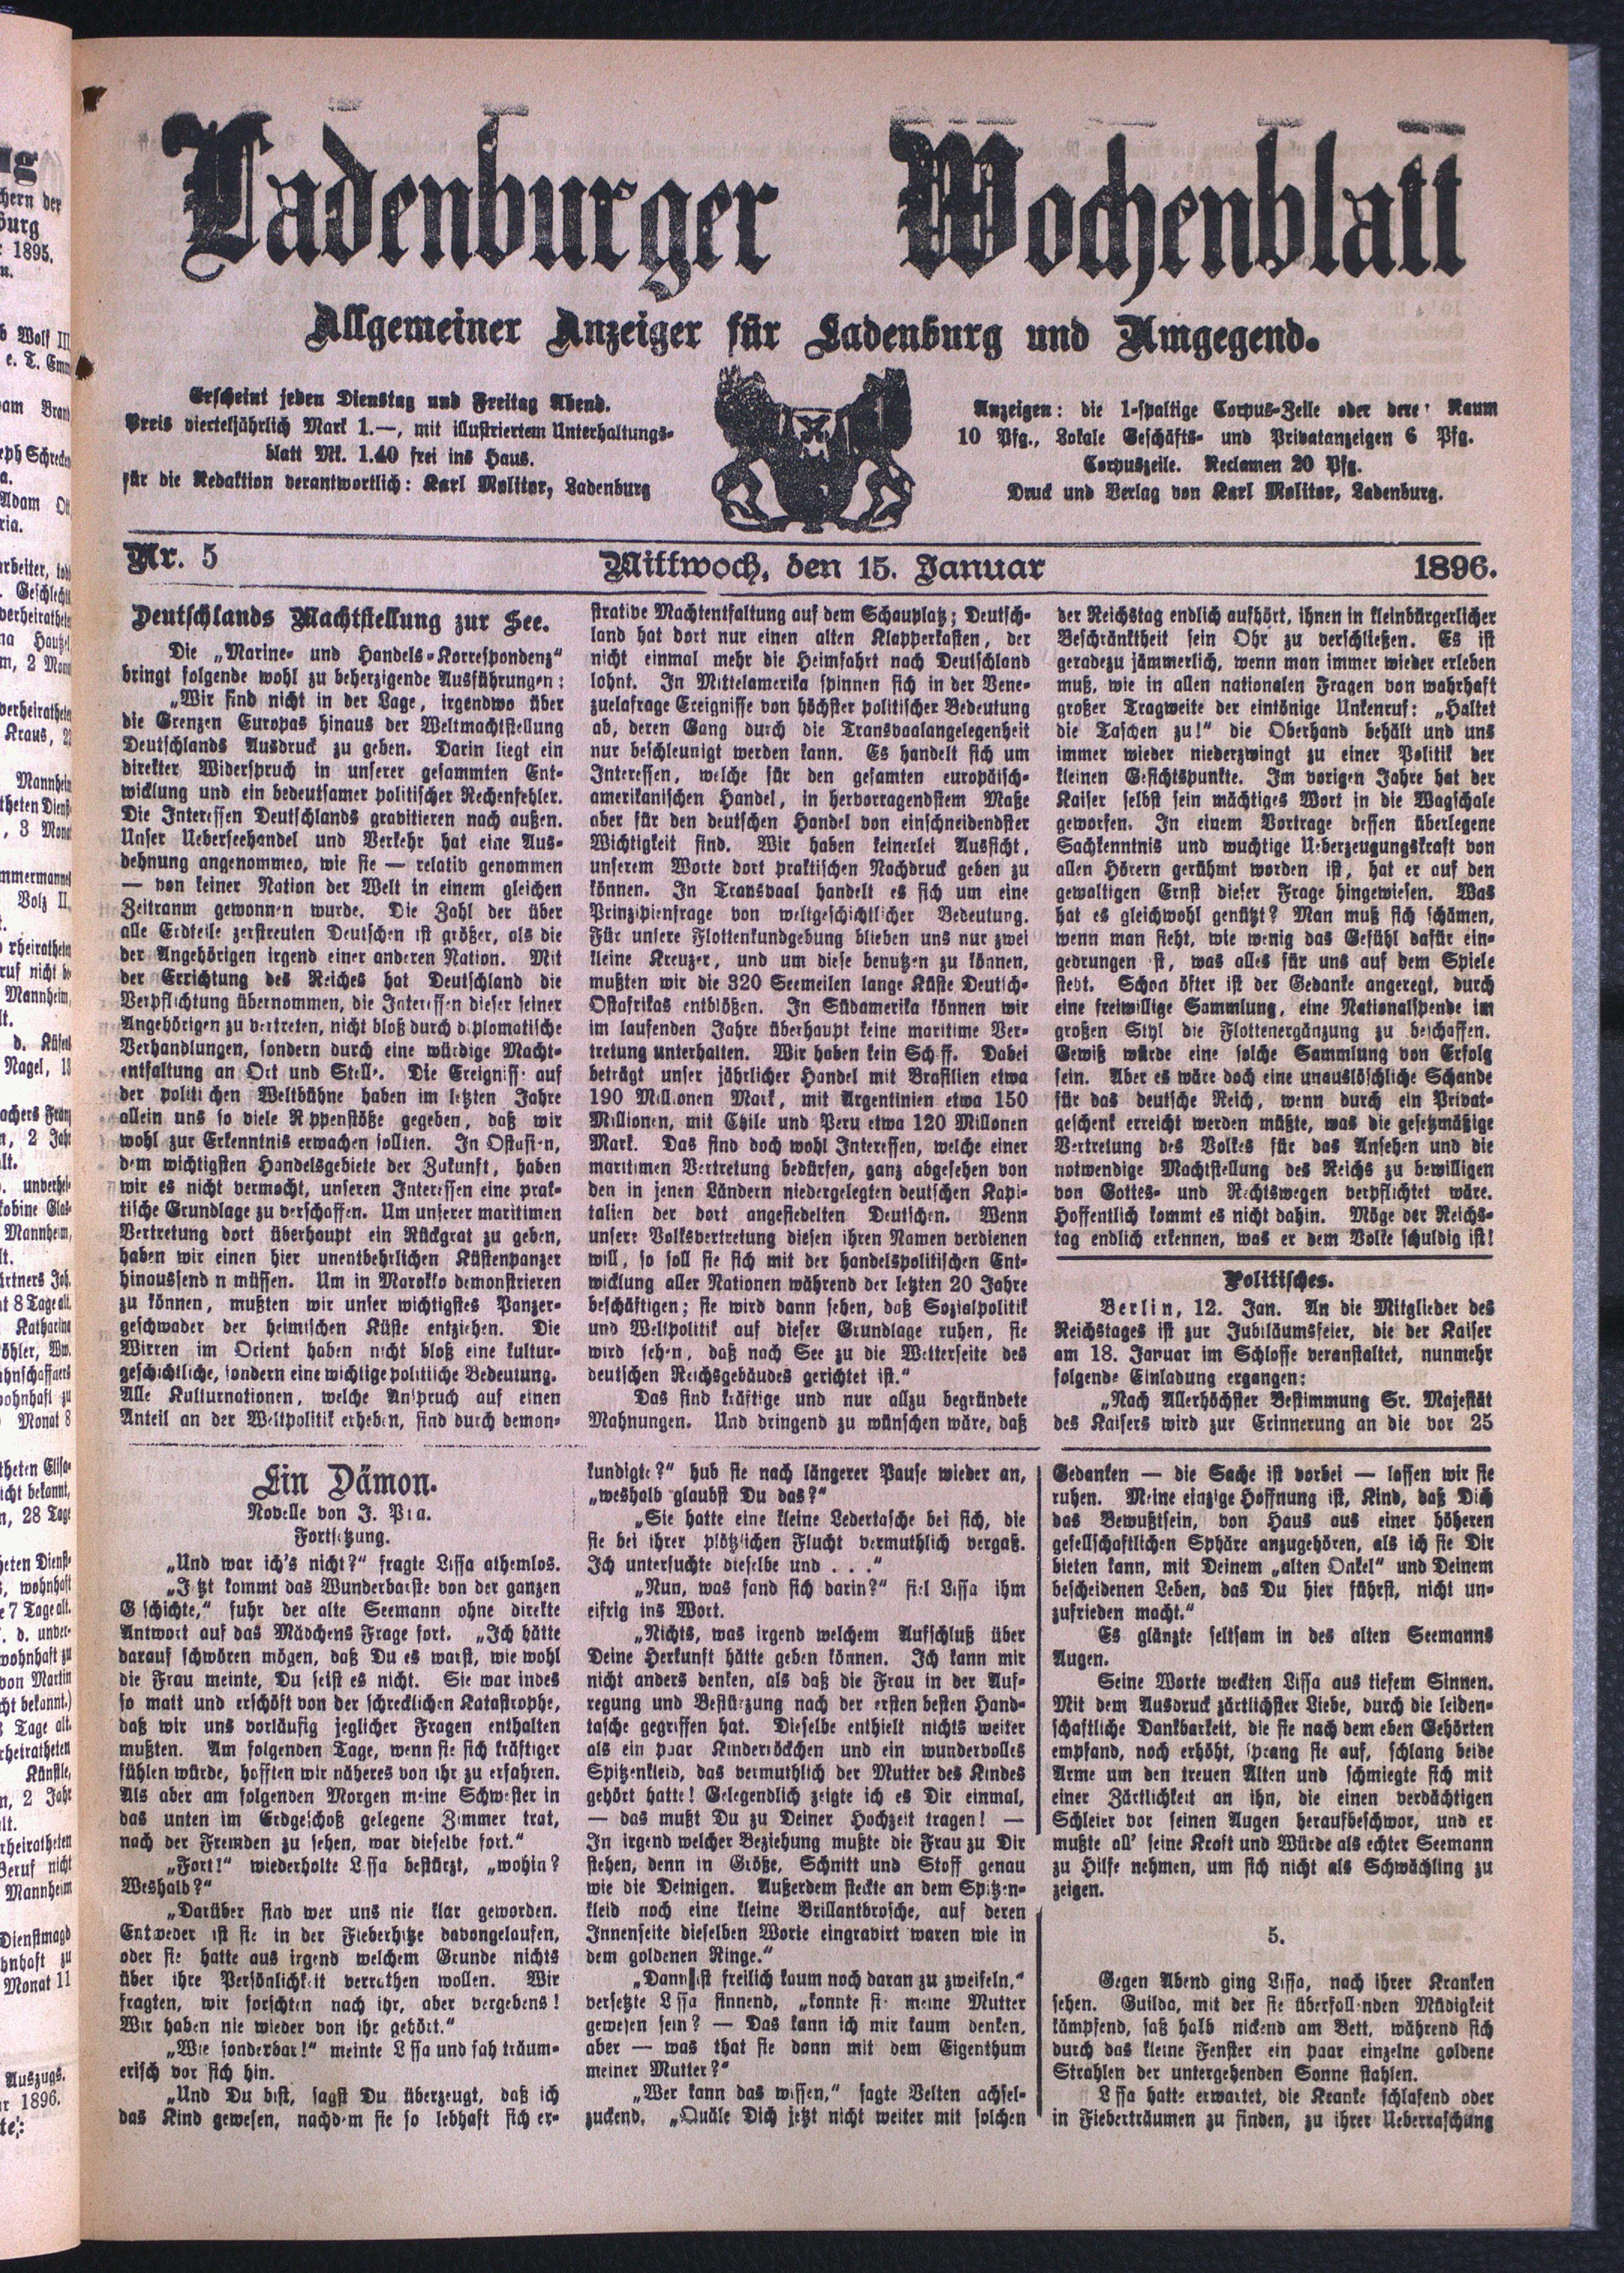 Ladenburger Wochenblatt
Allgemeiner Anzeiger für Ladenburg und Umgegend.
Erscheint jeden Dienstag und Freitag Abend.
Preis vierteljährlich Mark 1.—, mit illustriertem Unterhaltungs-
blatt Mk. 1.40 frei ins Haus.
für die Redaktion verantwortlich: Karl Molitor, Ladenburg
Anzeigen: die 1-spaltige Corpus-Zeile oder dere Raum
10 Pfg., Lokale Geschäfts- und Privatanzeigen 6 Pfg.
Corpuszeile. Reclamen 20 Pfg.
Druck und Verlag von Karl Molitor, Ladenburg.
Nr. 5 Mittwoch, den 15. Januar 1896.
Deutschlands Machtstellung zur See.
Die „Marine- und Handels-Korrespondenz“
bringt folgende wohl zu beherzigende Ausführungen:
„Wir sind nicht in der Lage, irgendwo über
die Grenzen Europas hinaus der Weltmachtstellung
Deutschlands Ausdruck zu geben. Darin liegt ein
direkter Widerspruch in unserer gesammten Ent-
wicklung und ein bedeutsamer politischer Rechenfehler.
Die Interessen Deutschlands gravitieren nach außen.
Unser Ueberseehandel und Verkehr hat eine Aus-
dehnung angenommeo, wie sie — relativ genommen
— von keiner Nation der Welt in einem gleichen
Zeitranm gewonnen wurde. Die Zahl der über
alle Erdteile zerstreuten Deutschen ist größer, als die
der Angehörigen irgend einer anderen Nation. Mit
der Errichtung des Reiches hat Deutschland die
Verpflichtung übernommen, die Interessen dieser seiner
Angehörigen zu vertreten, nicht bloß durch diplomatische
Verhandlungen, sondern durch eine würdige Macht-
entfaltung an Ort und Stelle. Die Ereignisse auf
der politischen Weltbühne haben im letzten Jahre
allein uns so viele Rippenstöße gegeben, daß wir
wohl zur Erkenntnis erwachen sollten. In Ostasien,
dem wichtigsten Handelsgebiete der Zukunft, haben
wir es nicht vermocht, unseren Interessen eine prak-
tische Grundlage zu verschaffen. Um unserer maritimen
Vertretung dort überhaupt ein Rückgrat zu geben,
haben wir einen hier unentbehrlichen Küstenpanzer
hinaussend n müssen. Um in Marokko demonstrieren
zu können, mußten wir unser wichtigstes Panzer-
geschwader der heimischen Küste entziehen. Die
Wirren im Orient haben nicht bloß eine kultur-
geschichtliche, sondern eine wichtige politische Bedeutung.
Alle Kulturnationen, welche Anspruch auf einen
Anteil an der Weltpolitik erheben, sind durch demon-
strative Machtentfaltung auf dem Schauplatz; Deutsch-
land hat dort nur einen alten Klapperkasten, der
nicht einmal mehr die Heimfahrt nach Deutschland
lohnt. In Mittelamerika spinnen sich in der Vene-
zuelafrage Ereignisse von höchster politischer Bedeutung
ab, deren Gang durch die Transvaalangelegenheit
nur beschleunigt werden kann. Es handelt sich um
Interessen, welche für den gesamten europäisch-
amerikanischen Handel, in hervorragendstem Maße
aber für den deutschen Handel von einschneidendster
Wichtigkeit sind. Wir haben keinerlei Aussicht,
unserem Worte dort praktischen Nachdruck geben zu
können. In Transvaal handelt es sich um eine
Prinzipienfrage von weltgeschichtlicher Bedeutung.
Für unsere Flottenkundgebung blieben uns nur zwei
kleine Kreuzer, und um diese benutzen zu können,
mußten wir die 320 Seemeilen lange Küste Deutsch-
Ostafrikas entblößen. In Südamerika können wir
im laufenden Jahre überhaupt keine maritime Ver-
tretung unterhalten. Wir haben kein Schiff. Dabei
beträgt unser jährlicher Handel mit Brasilien etwa
190 Millionen Mark, mit Argentinien etwa 150
Millionen, mit Chile und Peru etwa 120 Millonen
Mark. Das sind doch wohl Interessen, welche einer
maritimen Vertretung bedürfen, ganz abgesehen von
den in jenen Ländern niedergelegten deutschen Kapi-
talien der dort angesiedelten Deutschen. Wenn
unsere Volksvertretung diesen ihren Namen verdienen
will, so soll sie sich mit der handelspolitischen Ent-
wicklung aller Nationen während der letzten 20 Jahre
beschäftigen; sie wird dann sehen, daß Sozialpolitik
und Weltpolitik auf dieser Grundlage ruhen, sie
wird sehen, daß nach See zu die Wetterseite des
deutschen Reichsgebäudes gerichtet ist.“
Das sind kräftige und nur allzu begründete
Mahnungen. Und dringend zu wünschen wäre, daß
der Reichstag endlich aufhört, ihnen in kleinbürgerlicher
Beschränktheit sein Ohr zu verschließen. Es ist
geradezu jämmerlich, wenn man immer wieder erleben
muß, wie in allen nationalen Fragen von wahrhaft
großer Tragweite der eintönige Unkenruf: „Haltet
die Taschen zu!“ die Oberhand behält und uns
immer wieder niederzwingt zu einer Politik der
kleinen Gesichtspunkte. Im vorigen Jahre hat der
Kaiser selbst sein mächtiges Wort in die Wagschale
geworfen. In einem Vortrage dessen überlegene
Sachkenntnis und wuchtige Ueberzeugungskraft von
allen Hörern gerühmt worden ist, hat er auf den
gewaltigen Ernst dieser Frage hingewiesen. Was
hat es gleichwohl genützt? Man muß sich schämen,
wenn man sieht, wie wenig das Gefühl dafür ein-
gedrungen ist, was alles für uns auf dem Spiele
steht. Schon öfter ist der Gedanke angeregt, durch
eine freiwillige Sammlung, eine Nationalspende im
großen Styl die Flottenergänzung zu beschaffen.
Gewiß würde eine solche Sammlung von Erfolg
sein. Aber es wäre doch eine unauslöschliche Schande
für das deutsche Reich, wenn durch ein Privat-
geschenk erreicht werden müßte, was die gesetzmäßige
Vertretung des Volkes für das Ansehen und die
notwendige Machtstellung des Reichs zu bewilligen
von Gottes- und Rechtswegen verpflichtet wäre.
Hoffentlich kommt es nicht dahin. Möge der Reichs-
tag endlich erkennen, was er dem Volke schuldig ist!
Politisches.
Berlin, 12. Jan. An die Mitglieder des
Reichstages ist zur Jubiläumsfeier, die der Kaiser
am 18. Januar im Schlosse veranstaltet, nunmehr
folgende Einladung ergangen:
„Nach Allerhöchster Bestimmung Sr. Majestät
des Kaisers wird zur Erinnerung an die vor 25
Ein Dämon.
Novelle von J. Pia.
Fortsetzung.
„Und war ich's nicht?“ fragte Lissa athemlos.
„Jetzt kommt das Wunderbarste von der ganzen
G schichte,“ fuhr der alte Seemann ohne direkte
Antwort auf das Mädchens Frage fort. „Ich hätte
darauf schwören mögen, daß Du es warst, wie wohl
die Frau meinte, Du seist es nicht. Sie war indes
so matt und erschöft von der schrecklichen Katastrophe,
daß wir uns vorläufig jeglicher Fragen enthalten
mußten. Am folgenden Tage, wenn sie sich kräftiger
fühlen würde, hofften wir näheres von ihr zu erfahren.
Als aber am folgenden Morgen meine Schwester in
das unten im Erdgeschoß gelegene Zimmer trat,
nach der Fremden zu sehen, war dieselbe fort.“
„Fort!“ wiederholte Lissa bestürzt, „wohin?
Weshalb?“
„Darüber sind wer uns nie klar geworden.
Entweder ist sie in der Fieberhitze davongelaufen,
oder sie hatte aus irgend welchem Grunde nichts
über ihre Persönlichkeit verrathen wollen. Wir
fragten, wir forschten nach ihr, aber vergebens!
Wir haben nie wieder von ihr gehört.“
„Wie sonderbar!“ meinte Lissa und sah träum-
erisch vor sich hin.
„Und Du bist, sagst Du überzeugt, daß ich
das Kind gewesen, nachdem sie so lebhaft sich er-
kundigte?“ hub sie nach längerer Pause wieder an,
„weshalb glaubst Du das?“
„Sie hatte eine kleine Ledertasche bei sich, die
sie bei ihrer plötzlichen Flucht vermuthlich vergaß.
Ich untersuchte dieselbe und . . .“
„Nun, was fand sich darin?“ fiel Lissa ihm
eifrig ins Wort.
„Nichts, was irgend welchem Aufschluß über
Deine Herkunft hätte geben können. Ich kann mir
nicht anders denken, als daß die Frau in der Auf-
regung und Bestürzung nach der ersten besten Hand-
tasche gegriffen hat. Dieselbe enthielt nichts weiter
als ein paar Kinderröckchen und ein wundervolles
Spitzenkleid, das vermuthlich der Mutter des Kindes
gehört hatte! Gelegendlich zeigte ich es Dir einmal,
— das mußt Du zu Deiner Hochzeit tragen! —
In irgend welcher Beziehung mußte die Frau zu Dir
stehen, denn in Größe, Schnitt und Stoff genau
wie die Deinigen. Außerdem steckte an dem Spitzen-
kleid noch eine kleine Brillantbrosche, auf deren
Innenseite dieselben Worte eingravirt waren wie in
dem goldenen Ringe.“
„Dann ist freilich kaum noch daran zu zweifeln,“
versetzte Lissa sinnend, „konnte sie meine Mutter
gewesen sein? — Das kann ich mir kaum denken,
aber — was that sie dann mit dem Eigenthum
meiner Mutter?“
„Wer kann das wissen,“ sagte Velten achsel-
zuckend, „Quäle Dich jetzt nicht weiter mit solchen
Gedanken — die Sache ist vorbei — lassen wir sie
ruhen. Meine einzige Hoffnung ist, Kind, daß Dich
das Bewußtsein, von Haus aus einer höheren
gesellschaftlichen Sphäre anzugehören, als ich sie Dir
bieten kann, mit Deinem „alten Onkel“ und Deinem
bescheidenen Leben, das Du hier führst, nicht un-
zufrieden macht.“
Es glänzte seltsam in des alten Seemanns
Augen.
Seine Worte weckten Lissa aus tiefem Sinnen.
Mit dem Ausdruck zärtlichster Liebe, durch die leiden-
schaftliche Dankbarkeit, die sie nach dem eben Gehörten
empfand, noch erhöht, sprang sie auf, schlang beide
Arme um den treuen Alten und schmiegte sich mit
einer Zärtlichkeit an ihn, die einen verdächtigen
Schleier vor seinen Augen heraufbeschwor, und er
mußte all' seine Kraft und Würde als echter Seemann
zu Hilfe nehmen, um sich nicht als Schwächling zu
zeigen.
5.
Gegen Abend ging Lissa, nach ihrer Kranken
sehen. Guilda, mit der sie überfallenden Müdigkeit
kämpfend, saß halb nickend am Bett, während sich
durch das kleine Fenster ein paar einzelne goldene
Strahlen der untergehenden Sonne stahlen.
Lissa hatte erwartet, die Kranke schlafend oder
in Fieberträumen zu finden, zu ihrer Ueberraschung